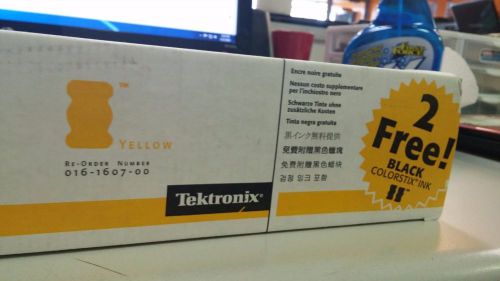 ™
YELLOW
RE-ORDER NUMBER
016-1607-00
Tektronix®
Encre noire gratuite
Nessun costo supplementare
per l'inchiostro nero
Schwarze Tinte ohne
zusätzliche Kosten
Tinta negra gratuita
黒インク無料提供
免費附贈黑色蠟塊
免费附赠黑色蜡块
검정 잉크 포함
2
Free!
BLACK
COLORSTIX® INK
™